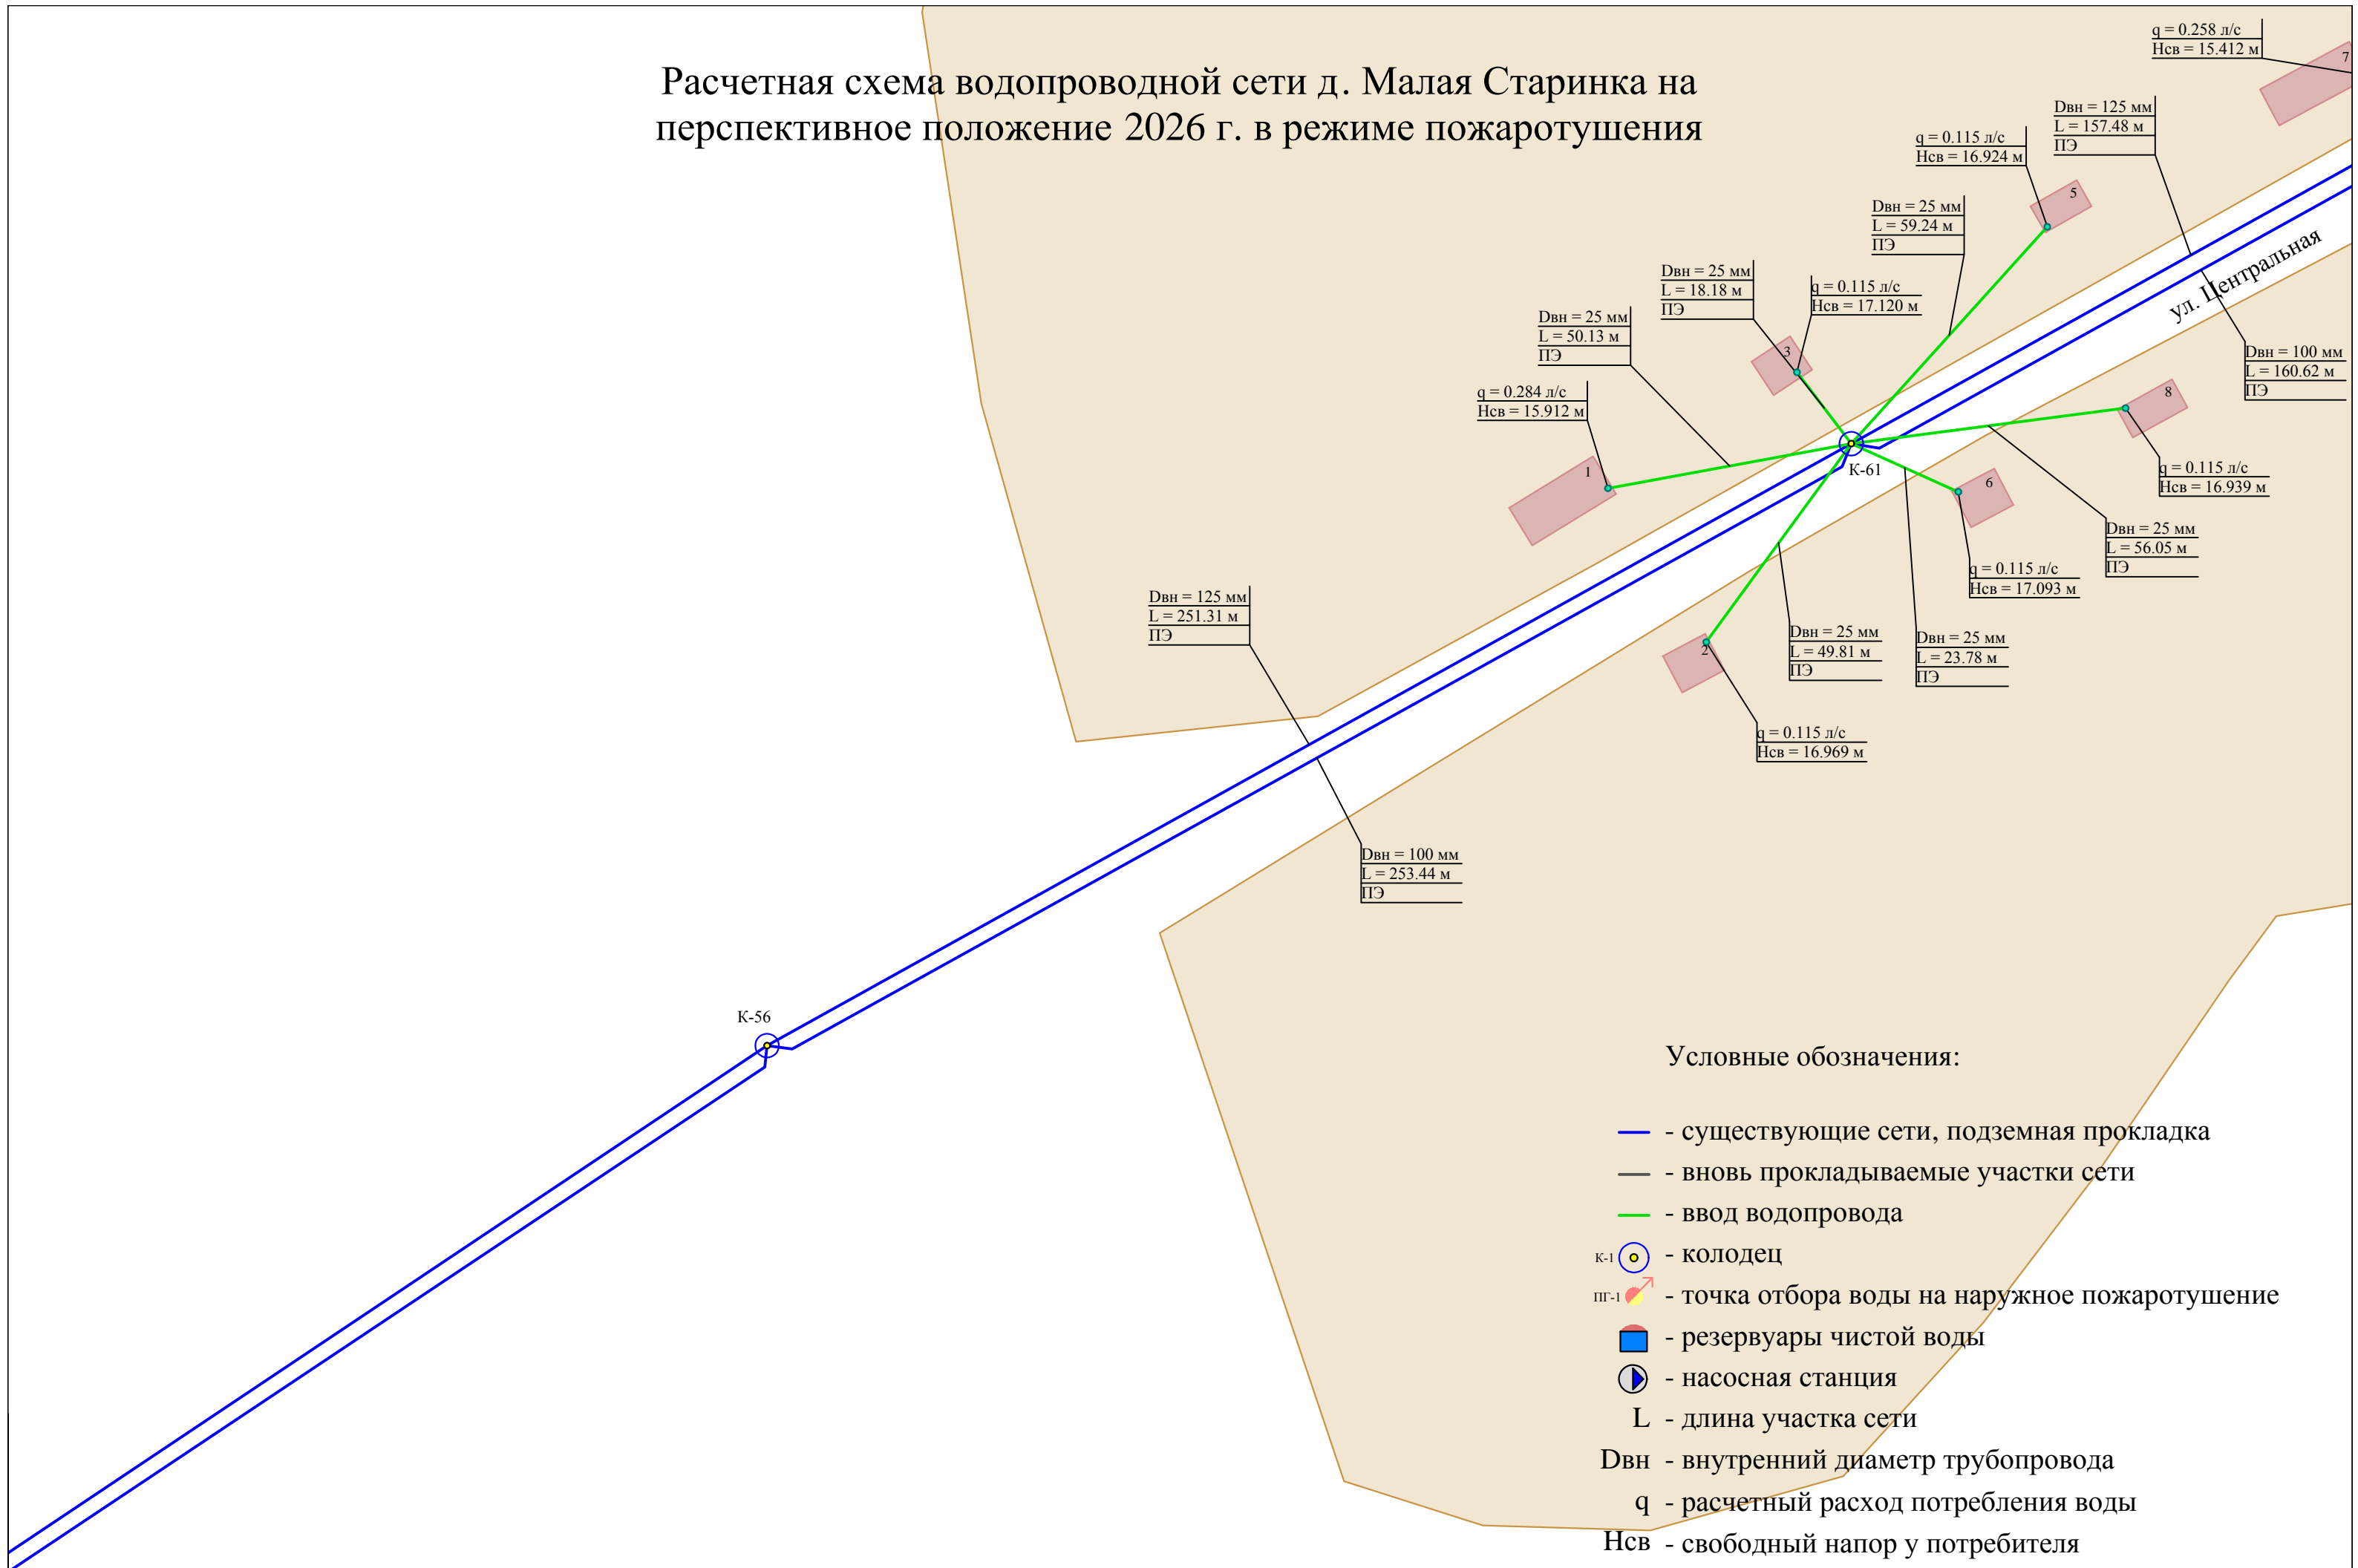 Расчетная схема водопроводной сети д. Малая Старинка на
перспективное положение 2026 г. в режиме пожаротушения
q = 0.258 л/с
Нсв = 15.412 м
7
Dвн = 125 мм
L = 157.48 м
ПЭ
q = 0.115 л/с
Нсв = 16.924 м
5
Dвн = 25 мм
L = 59.24 м
ПЭ
ул. Центральная
Dвн = 25 мм
L = 18.18 м
ПЭ
q = 0.115 л/с
Нсв = 17.120 м
3
Dвн = 25 мм
L = 50.13 м
ПЭ
Dвн = 100 мм
L = 160.62 м
ПЭ
q = 0.284 л/с
Нсв = 15.912 м
1
8
К-61
q = 0.115 л/с
Нсв = 16.939 м
6
Dвн = 25 мм
L = 56.05 м
ПЭ
q = 0.115 л/с
Нсв = 17.093 м
Dвн = 125 мм
L = 251.31 м
ПЭ
2
Dвн = 25 мм
L = 49.81 м
ПЭ
Dвн = 25 мм
L = 23.78 м
ПЭ
q = 0.115 л/с
Нсв = 16.969 м
Dвн = 100 мм
L = 253.44 м
ПЭ
К-56
Условные обозначения:
- существующие сети, подземная прокладка
- вновь прокладываемые участки сети
- ввод водопровода
К-1 - колодец
ПГ-1 - точка отбора воды на наружное пожаротушение
- резервуары чистой воды
- насосная станция
L - длина участка сети
Dвн - внутренний диаметр трубопровода
q - расчетный расход потребления воды
Нсв - свободный напор у потребителя